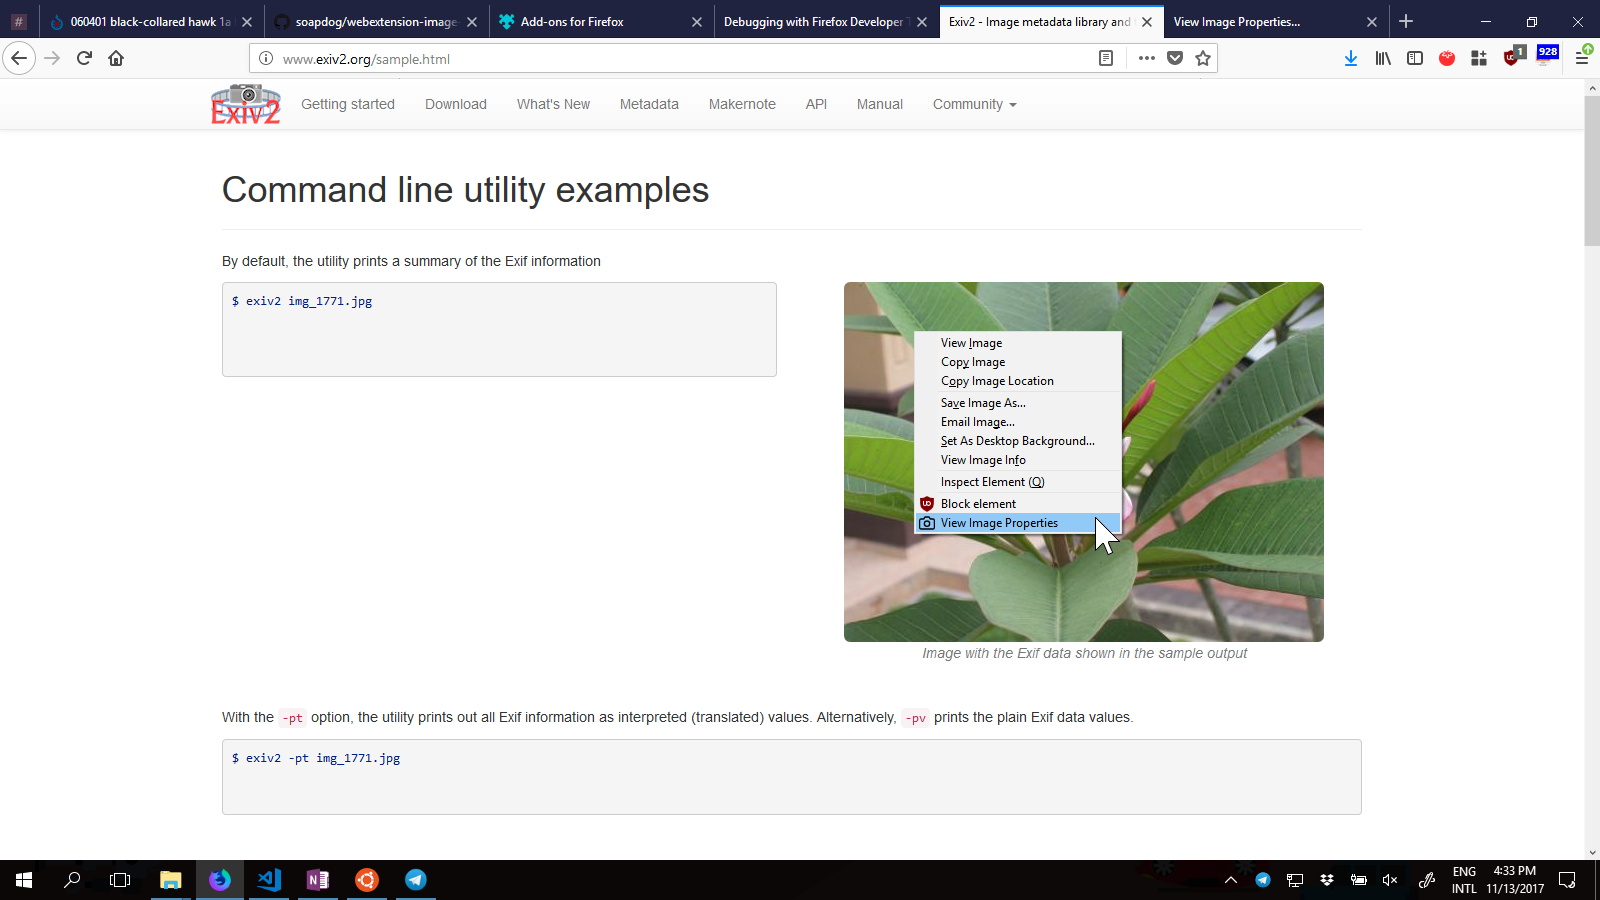 #
060401 black-collared hawk 1a
soapdog/webextension-image-
Add-ons for Firefox
Debugging with Firefox Developer T
Exiv2 - Image metadata library and t
View Image Properties...
www.exiv2.org/sample.html
1
928
Exiv2
Getting started
Download
What's New
Metadata
Makernote
API
Manual
Community
Command line utility examples
By default, the utility prints a summary of the Exif information
$ exiv2 img_1771.jpg
View Image
Copy Image
Copy Image Location
Save Image As...
Email Image...
Set As Desktop Background...
View Image Info
Inspect Element (Q)
Block element
View Image Properties
Image with the Exif data shown in the sample output
With the -pt option, the utility prints out all Exif information as interpreted (translated) values. Alternatively, -pv prints the plain Exif data values.
$ exiv2 -pt img_1771.jpg
ENG
INTL
4:33 PM
11/13/2017